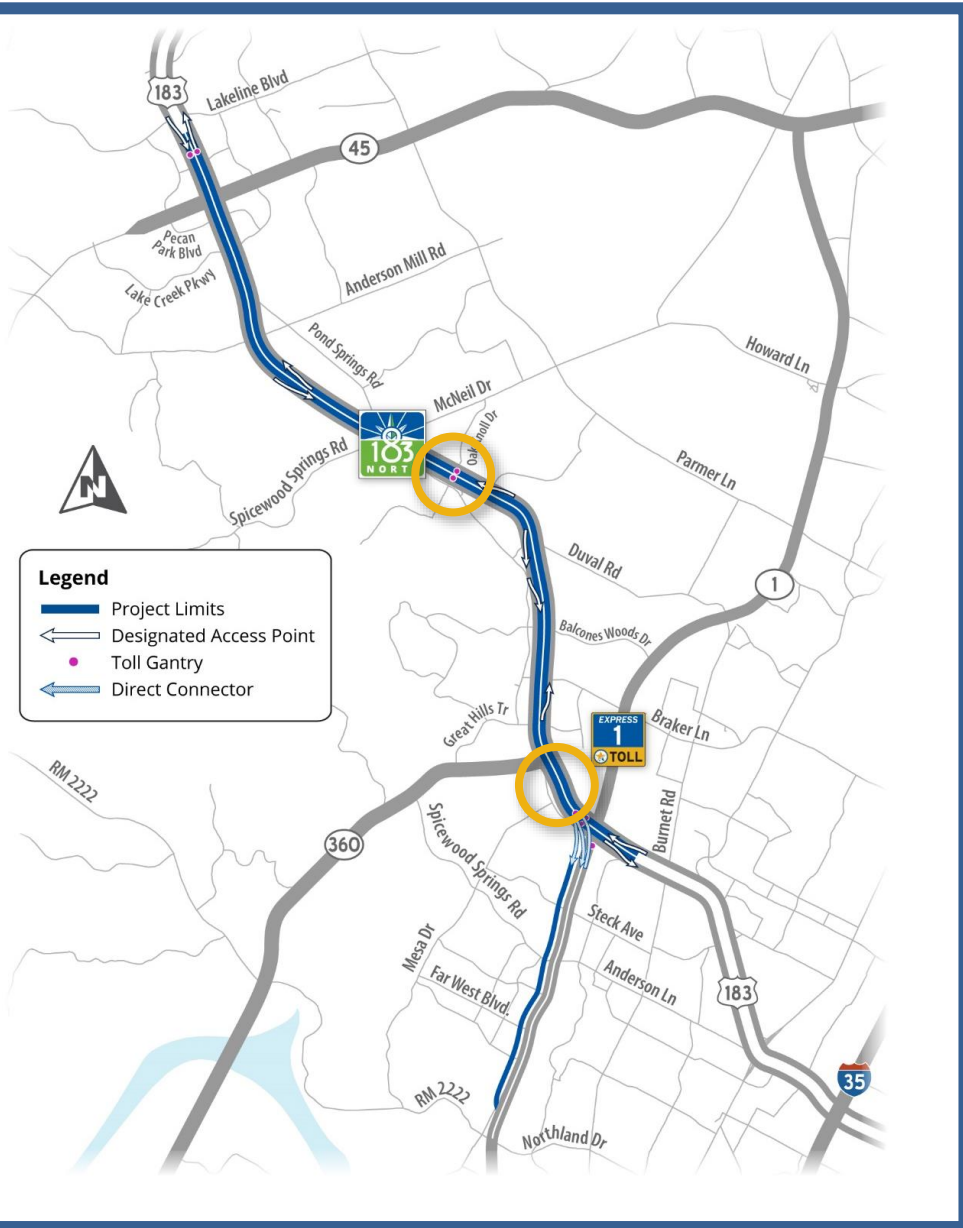 183
Lakeline Blvd
45
Pecan
Park Blvd
Lake Creek Pkwy
Anderson Mill Rd
Pond Springs Rd
Howard Ln
McNeil Dr
183
NORTH
Oak Knoll Dr
Spicewood Springs Rd
Parmer Ln
N
Duval Rd
1
Legend
Project Limits
Designated Access Point
Toll Gantry
Direct Connector
Balcones Woods Dr
Great Hills Tr
EXPRESS
1
TOLL
Braker Ln
RM 2222
Burnet Rd
360
Spicewood Springs Rd
Steck Ave
Mesa Dr
Anderson Ln
Far West Blvd.
183
35
RM 2222
Northland Dr